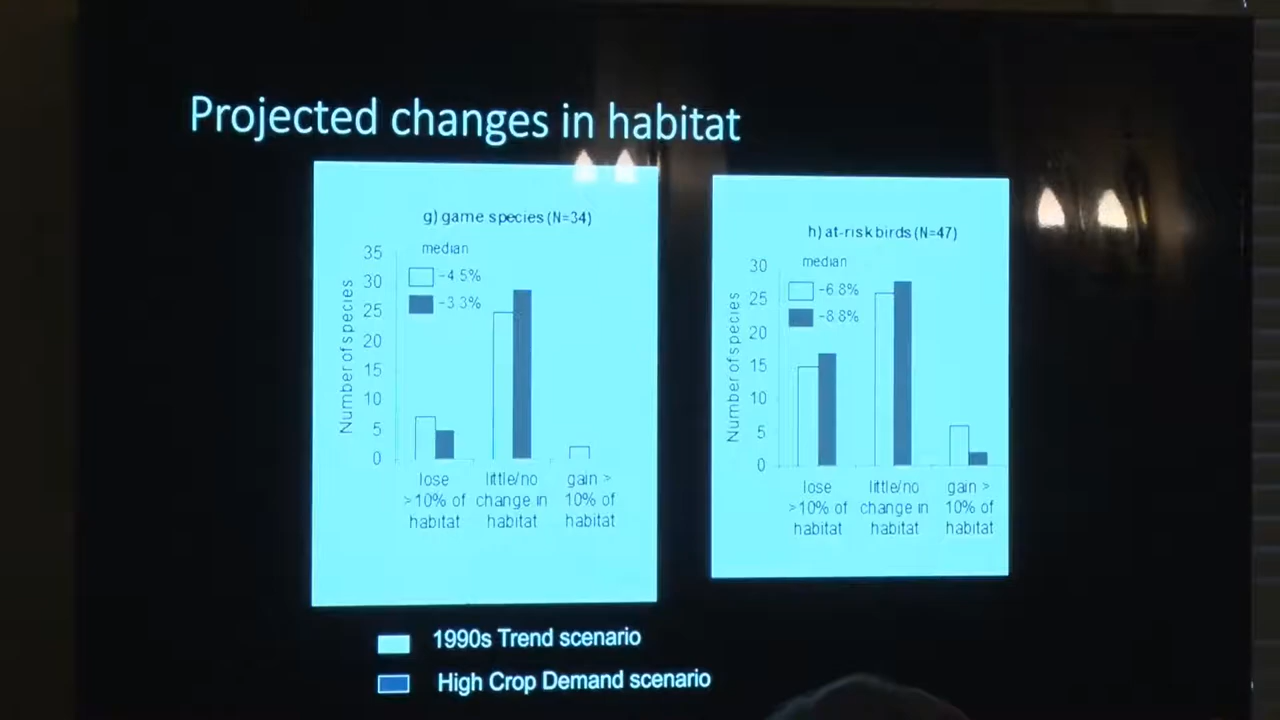 Projected changes in habitat
g) game species (N=34)
median
-4.5%
-3.3%
Number of species
35
30
25
20
15
10
5
0
lose
>10% of
habitat
little/no
change in
habitat
gain >
10% of
habitat
h) at-risk birds (N=47)
median
-6.8%
-8.8%
Number of species
30
25
20
15
10
5
0
lose
>10% of
habitat
little/no
change in
habitat
gain >
10% of
habitat
1990s Trend scenario
High Crop Demand scenario